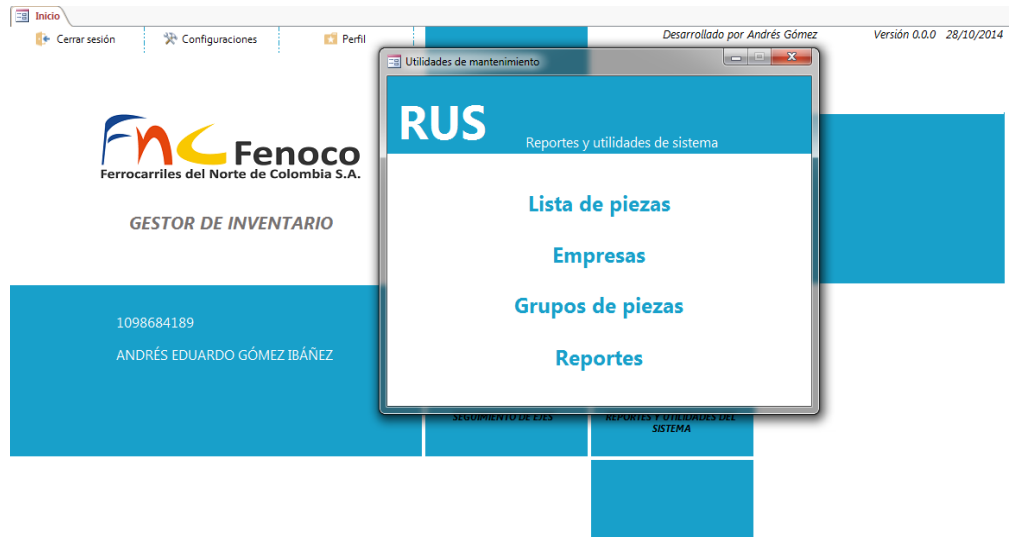 Inicio
Cerrar sesión
Configuraciones
Perfil
Desarrollado por Andrés Gómez
Versión 0.0.0 28/10/2014
Utilidades de mantenimiento
RUS
Reportes y utilidades de sistema
Lista de piezas
Empresas
Grupos de piezas
Reportes
fnc Fenoco
Ferrocarriles del Norte de Colombia S.A.
GESTOR DE INVENTARIO
1098684189
ANDRÉS EDUARDO GÓMEZ IBÁÑEZ
SEGUIMIENTO DE EJES
REPORTES Y UTILIDADES DEL
SISTEMA